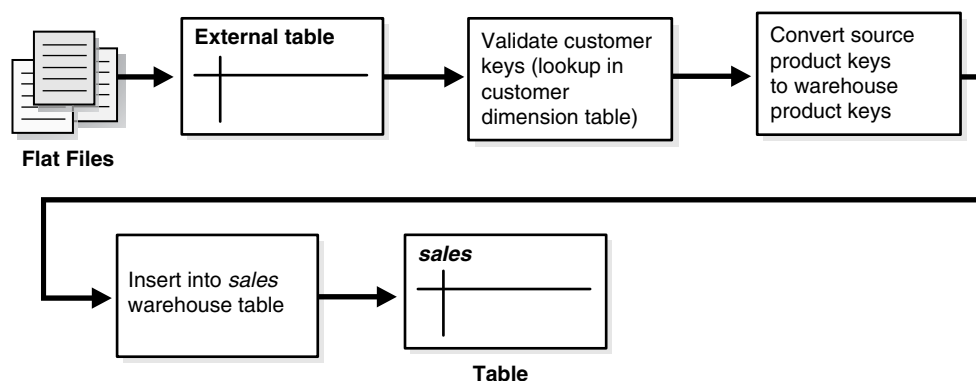 External table
Flat Files
Validate customer
keys (lookup in
customer
dimension table)
Convert source
product keys
to warehouse
product keys
Insert into sales
warehouse table
sales
Table